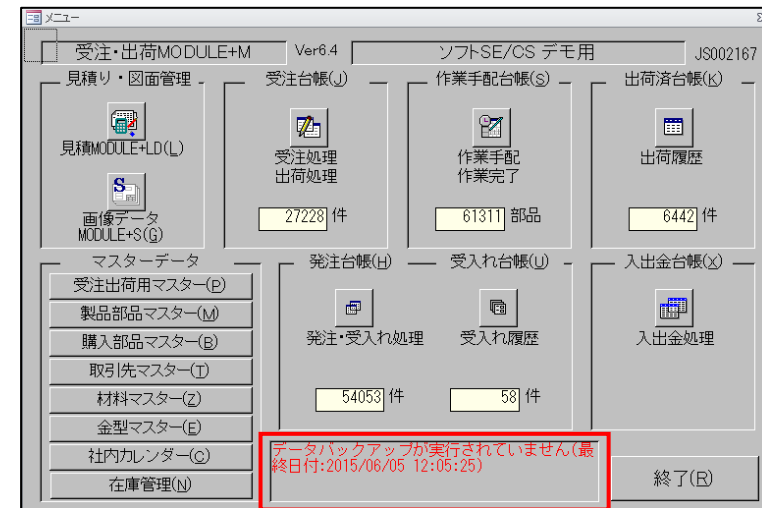 メニュー
受注・出荷MODULE+M
Ver6.4
ソフトSE/CS デモ用
JS002167
見積り・図面管理
見積MODULE+LD(L)
画像データ
MODULE+S(G)
受注台帳(J)
受注処理
出荷処理
27228 件
作業手配台帳(S)
作業手配
作業完了
61311 部品
出荷済台帳(K)
出荷履歴
6442 件
マスターデータ
受注出荷用マスター(P)
製品部品マスター(M)
購入部品マスター(B)
取引先マスター(T)
材料マスター(Z)
金型マスター(E)
社内カレンダー(C)
在庫管理(N)
発注台帳(H)
発注・受入れ処理
54053 件
受入れ台帳(U)
受入れ履歴
58 件
入出金台帳(X)
入出金処理
データバックアップが実行されていません(最
終日付:2015/06/05 12:05:25)
終了(R)